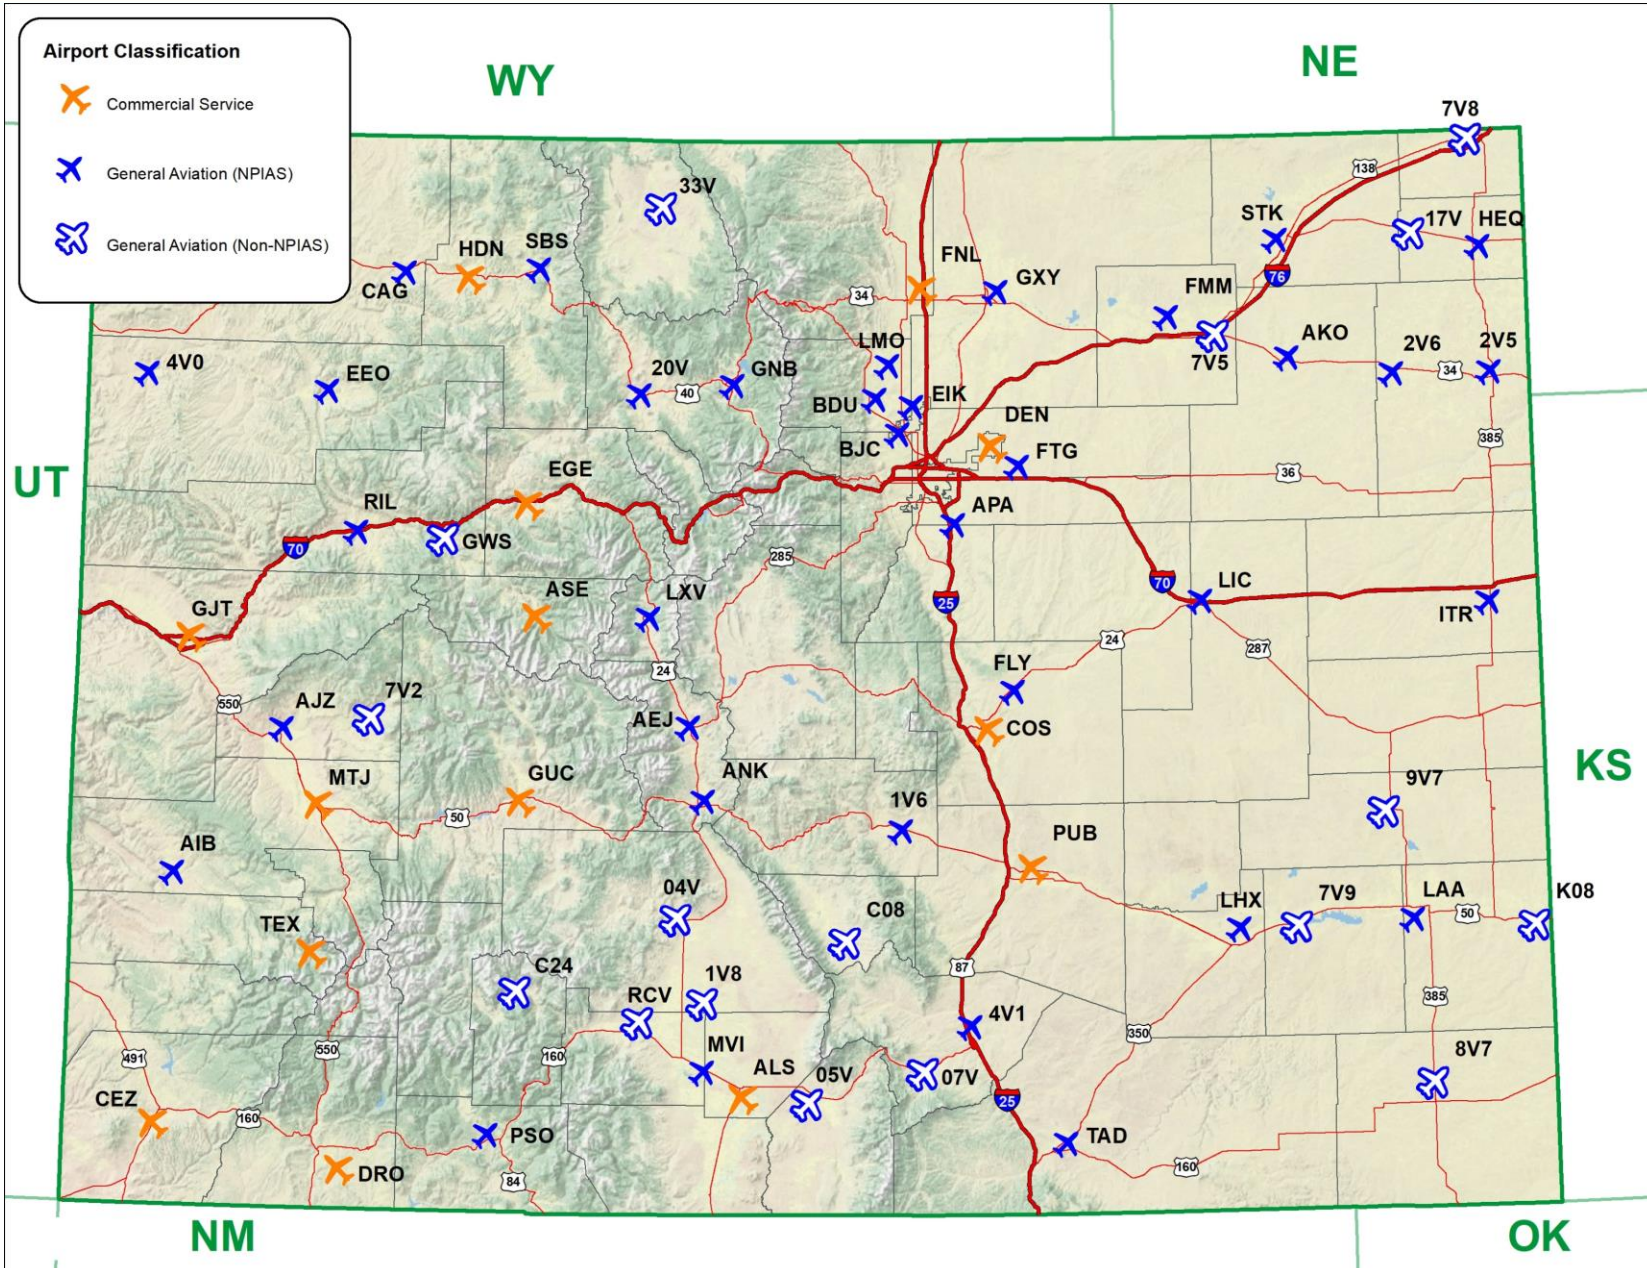 Airport Classification
Commercial Service
General Aviation (NPIAS)
General Aviation (Non-NPIAS)
WY
NE
7V8
138
33V
STK
17V
HEQ
HDN
SBS
CAG
FNL
GXY
76
FMM
34
LMO
AKO
7V5
2V6
34
2V5
4V0
EEO
20V
40
GNB
BDU
EIK
DEN
BJC
FTG
385
36
UT
EGE
RIL
GWS
70
APA
285
ASE
LXV
25
70
LIC
ITR
GJT
24
287
24
FLY
550
AJZ
7V2
AEJ
COS
MTJ
GUC
ANK
KS
9V7
50
1V6
PUB
AIB
04V
C08
LHX
7V9
LAA
50
K08
TEX
C24
1V8
RCV
87
385
4V1
350
491
550
160
MVI
ALS
05V
07V
8V7
25
CEZ
160
PSO
TAD
DRO
84
160
NM
OK